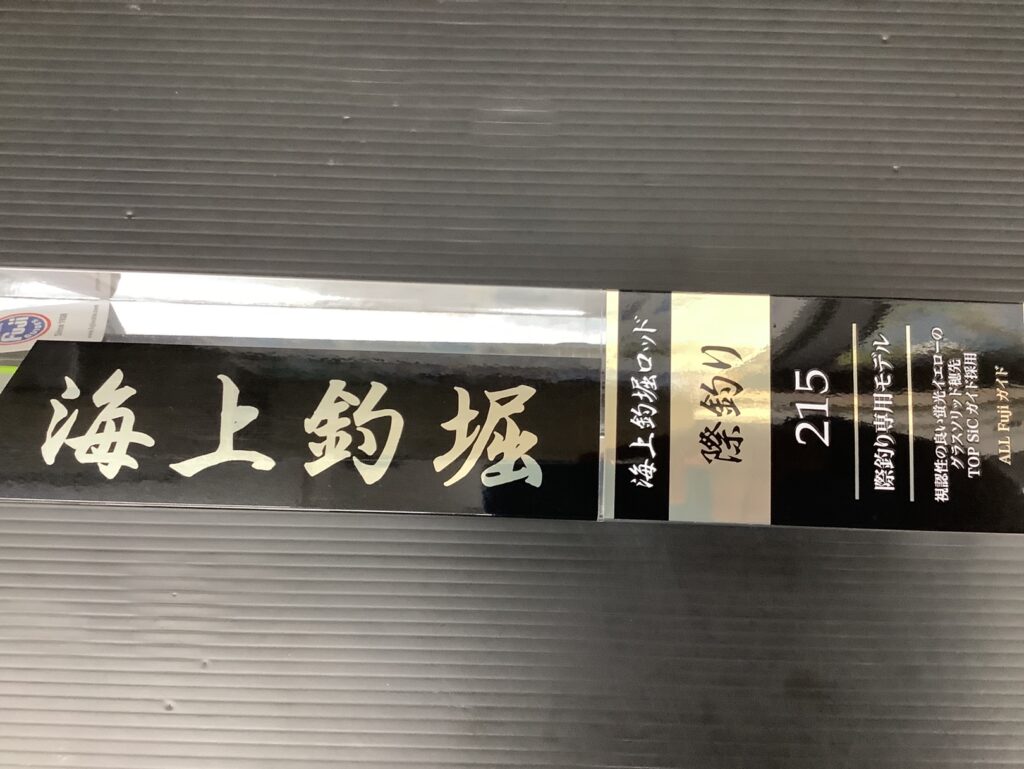 Fuji
海上釣堀
海上釣堀ロッド
際釣り
215
際釣り専用モデル
視認性の良い蛍光イエローの
グラスソリッド穂先
TOP SiCガイド採用
ALL Fujiガイド